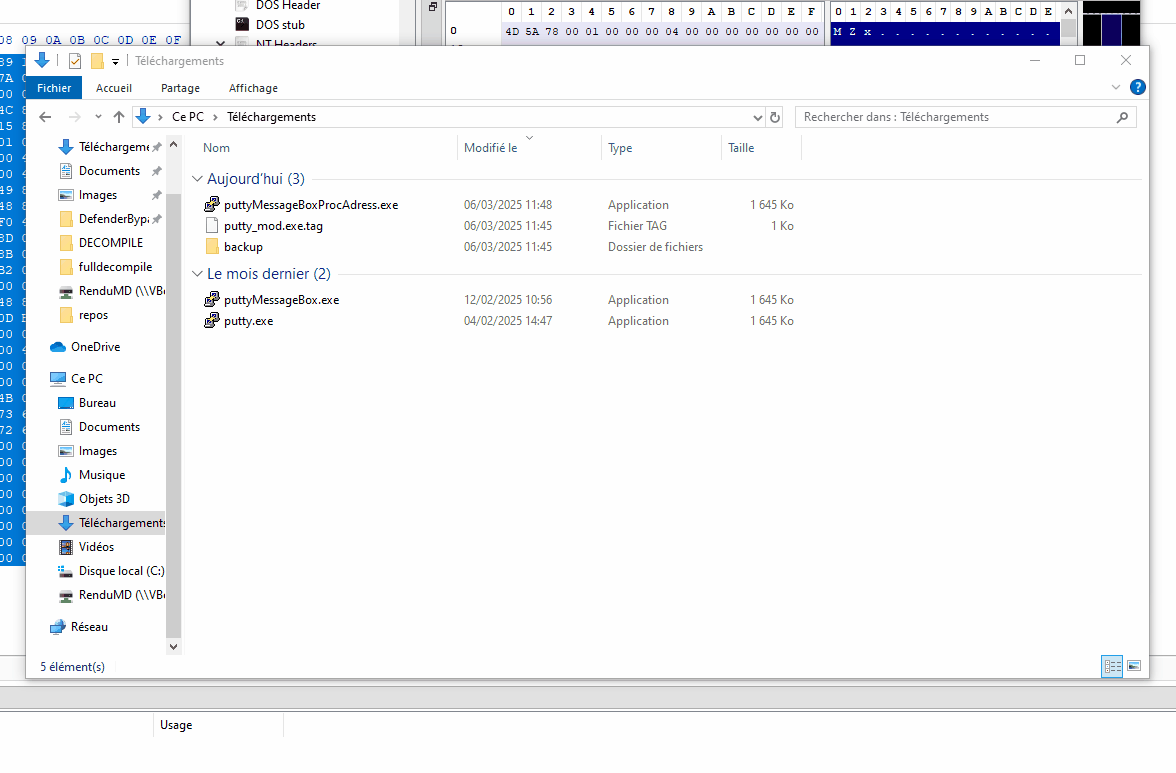 DOS Header
DOS stub
NT Headers
0 1 2 3 4 5 6 7 8 9 A B C D E F
0 1 2 3 4 5 6 7 8 9 A B C D E
0 4D 5A 78 00 01 00 00 00 04 00 00 00 00 00 00 00
M Z x . . . . . . . . . . . .
08 09 0A 0B 0C 0D 0E 0F
Téléchargements
Fichier Accueil Partage Affichage
Ce PC > Téléchargements
Rechercher dans : Téléchargements
Nom Modifié le Type Taille
Aujourd'hui (3)
puttyMessageBoxProcAdress.exe 06/03/2025 11:48 Application 1 645 Ko
putty_mod.exe.tag 06/03/2025 11:45 Fichier TAG 1 Ko
backup 06/03/2025 11:45 Dossier de fichiers
Le mois dernier (2)
puttyMessageBox.exe 12/02/2025 10:56 Application 1 645 Ko
putty.exe 04/02/2025 14:47 Application 1 645 Ko
Téléchargeme
Documents
Images
DefenderBypa
DECOMPILE
fulldecompile
RenduMD (\\VBo
repos
OneDrive
Ce PC
Bureau
Documents
Images
Musique
Objets 3D
Téléchargements
Vidéos
Disque local (C:)
RenduMD (\\VBo
Réseau
5 élément(s)
Usage